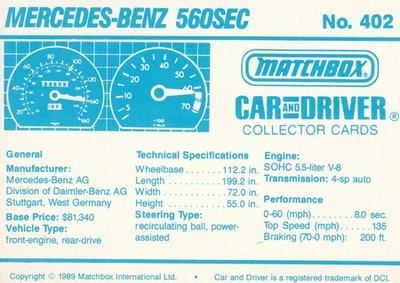 MERCEDES-BENZ 560SEC
No. 402
MATCHBOX
CAR AND DRIVER®
COLLECTOR CARDS
General
Manufacturer:
Mercedes-Benz AG
Division of Daimler-Benz AG
Stuttgart, West Germany
Base Price: $81,340
Vehicle Type:
front-engine, rear-drive
Technical Specifications
Wheelbase........112.2 in.
Length...........199.2 in.
Width............72.0 in.
Height...........55.0 in.
Steering Type:
recirculating ball, power-
assisted
Engine:
SOHC 5.5-liter V-8
Transmission: 4-sp auto
Performance
0-60 (mph)........8.0 sec.
Top Speed (mph)......135
Braking (70-0 mph): 200 ft.
Copyright © 1989 Matchbox International Ltd. • Car and Driver is a registered trademark of DCI.